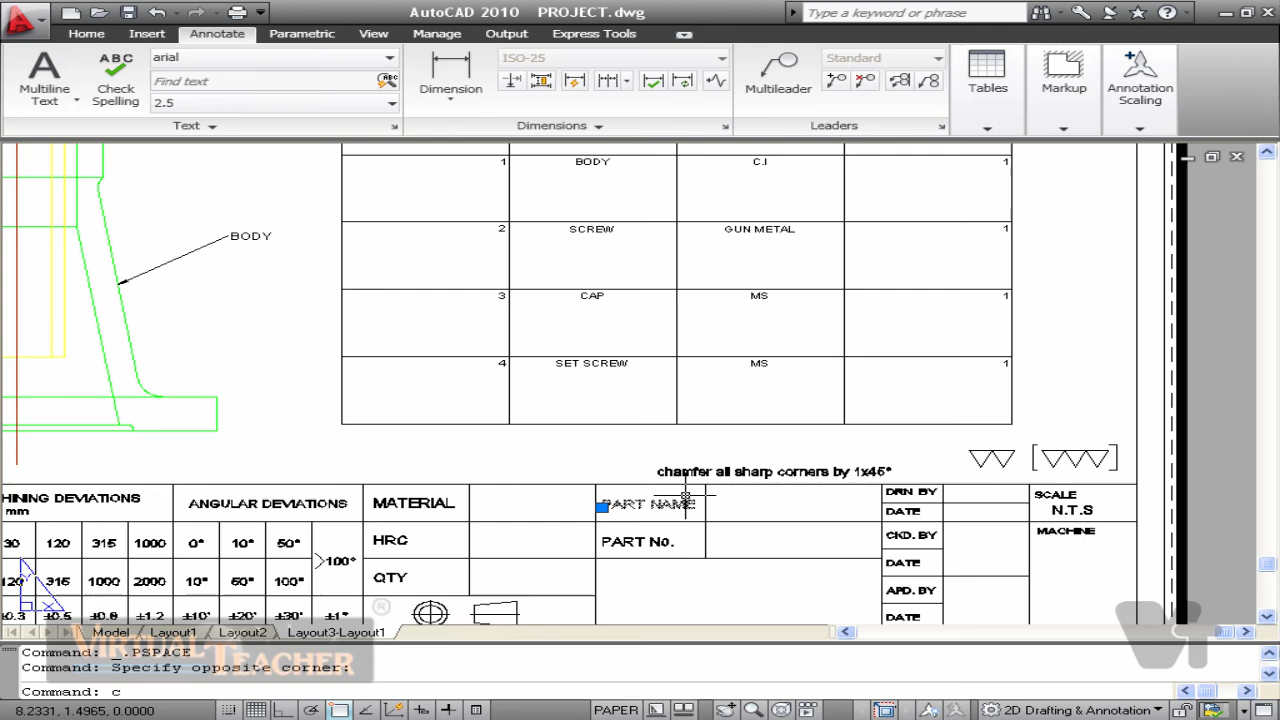 AutoCAD 2010 PROJECT.dwg
Type a keyword or phrase
Home Insert Annotate Parametric View Manage Output Express Tools
A ABC arial ISO-25 Standard
Find text
Multiline Text Check Spelling 2.5 Dimension Multileader Tables Markup Annotation Scaling
Text Dimensions Leaders
1 BODY C.I 1
2 SCREW GUN METAL 1
3 CAP MS 1
4 SET SCREW MS 1
BODY
chamfer all sharp corners by 1x45°
HINING DEVIATIONS
mm
ANGULAR DEVIATIONS
MATERIAL
PART NAME
DRN BY
DATE
SCALE
N.T.S
30 120 315 1000 0° 10° 50° >100°
HRC
PART No.
CKD. BY
DATE
MACHINE
120 315 1000 2000 10° 50° 100°
QTY
APD. BY
DATE
±0.3 ±0.5 ±0.8 ±1.2 ±10' ±20' ±30' ±1°
Model Layout1 Layout2 Layout3-Layout1
VIRTUAL TEACHER
®
VT
Command: _.PSPACE
Command: Specify opposite corner:
Command: c
8.2331, 1.4965, 0.0000 PAPER 2D Drafting & Annotation